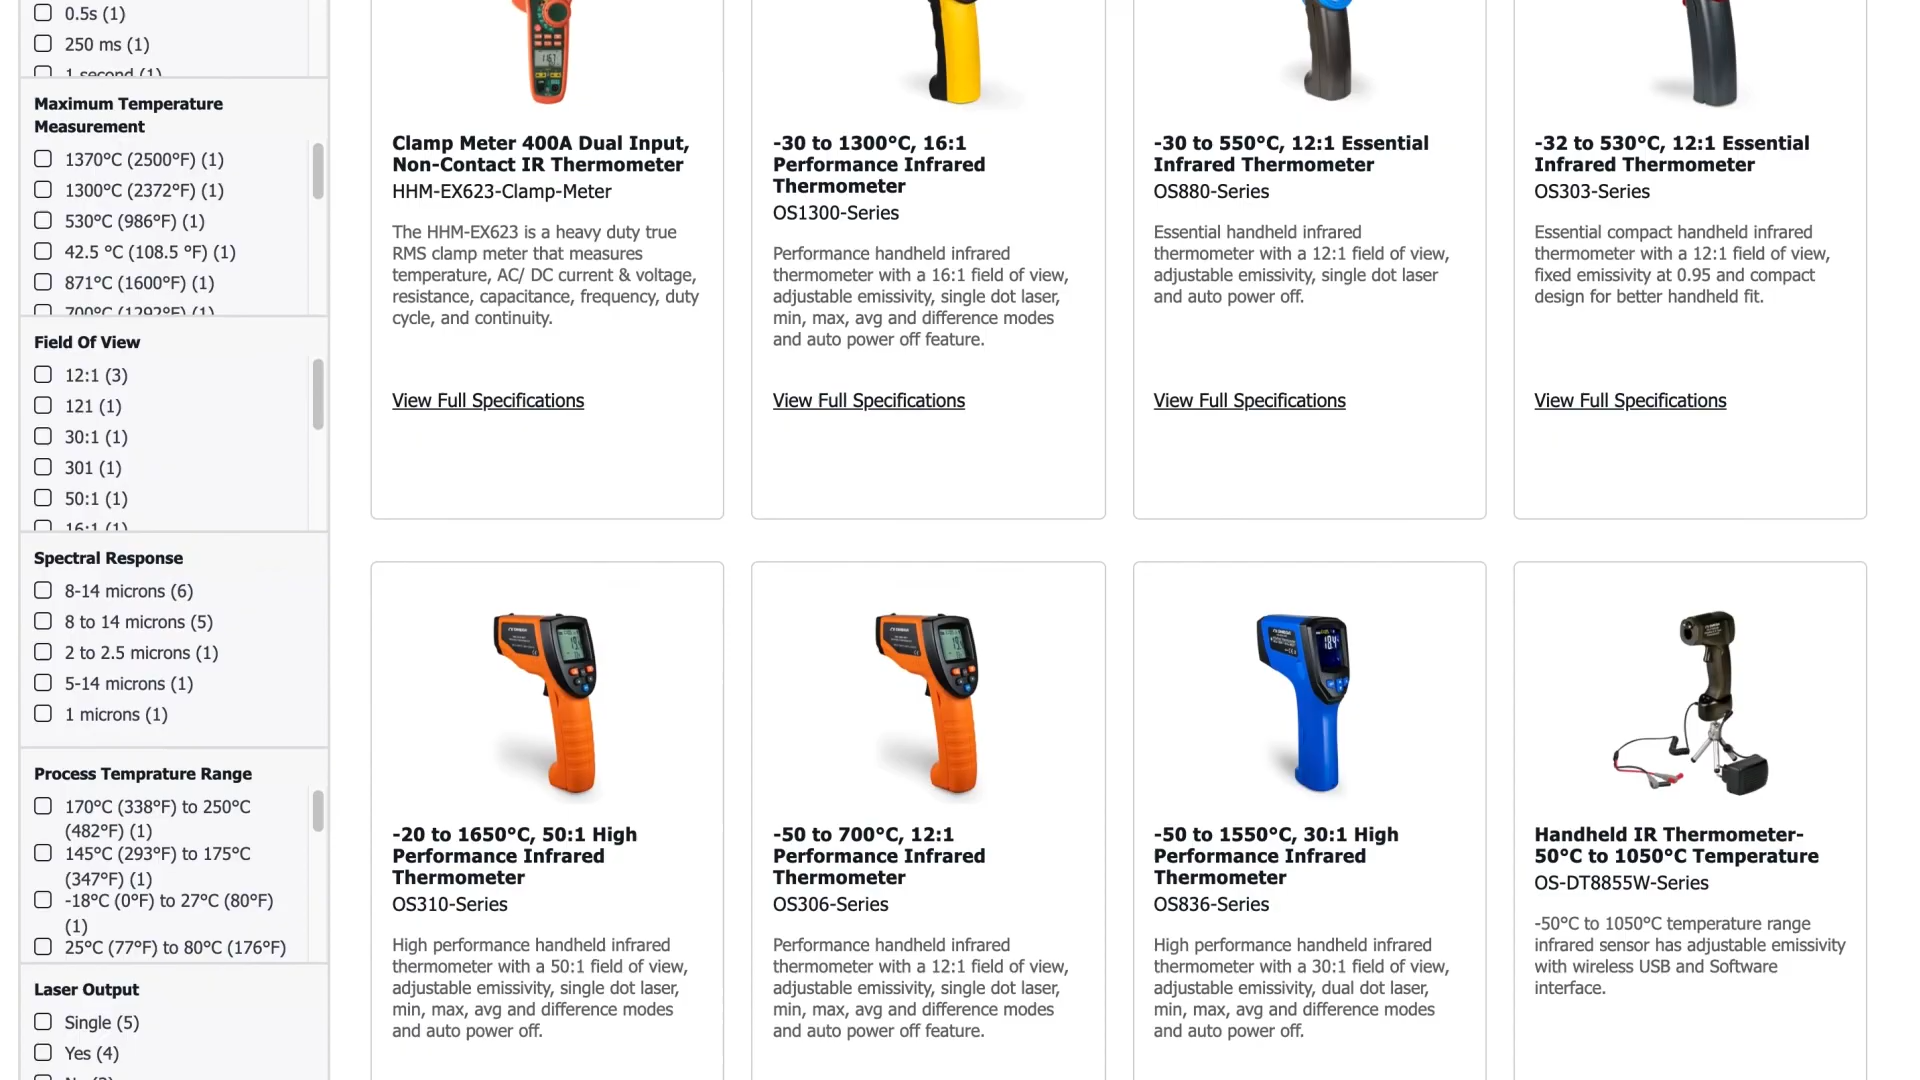 0.5s (1)
250 ms (1)
1 second (1)
Maximum Temperature
Measurement
1370°C (2500°F) (1)
1300°C (2372°F) (1)
530°C (986°F) (1)
42.5 °C (108.5 °F) (1)
871°C (1600°F) (1)
700°C (1292°F) (1)
Field Of View
12:1 (3)
121 (1)
30:1 (1)
301 (1)
50:1 (1)
16:1 (1)
Spectral Response
8-14 microns (6)
8 to 14 microns (5)
2 to 2.5 microns (1)
5-14 microns (1)
1 microns (1)
Process Temprature Range
170°C (338°F) to 250°C
(482°F) (1)
145°C (293°F) to 175°C
(347°F) (1)
-18°C (0°F) to 27°C (80°F)
(1)
25°C (77°F) to 80°C (176°F)
Laser Output
Single (5)
Yes (4)
Clamp Meter 400A Dual Input,
Non-Contact IR Thermometer
HHM-EX623-Clamp-Meter
The HHM-EX623 is a heavy duty true
RMS clamp meter that measures
temperature, AC/ DC current & voltage,
resistance, capacitance, frequency, duty
cycle, and continuity.
View Full Specifications
-30 to 1300°C, 16:1
Performance Infrared
Thermometer
OS1300-Series
Performance handheld infrared
thermometer with a 16:1 field of view,
adjustable emissivity, single dot laser,
min, max, avg and difference modes
and auto power off feature.
View Full Specifications
-30 to 550°C, 12:1 Essential
Infrared Thermometer
OS880-Series
Essential handheld infrared
thermometer with a 12:1 field of view,
adjustable emissivity, single dot laser
and auto power off.
View Full Specifications
-32 to 530°C, 12:1 Essential
Infrared Thermometer
OS303-Series
Essential compact handheld infrared
thermometer with a 12:1 field of view,
fixed emissivity at 0.95 and compact
design for better handheld fit.
View Full Specifications
-20 to 1650°C, 50:1 High
Performance Infrared
Thermometer
OS310-Series
High performance handheld infrared
thermometer with a 50:1 field of view,
adjustable emissivity, single dot laser,
min, max, avg and difference modes
and auto power off.
-50 to 700°C, 12:1
Performance Infrared
Thermometer
OS306-Series
Performance handheld infrared
thermometer with a 12:1 field of view,
adjustable emissivity, single dot laser,
min, max, avg and difference modes
and auto power off feature.
-50 to 1550°C, 30:1 High
Performance Infrared
Thermometer
OS836-Series
High performance handheld infrared
thermometer with a 30:1 field of view,
adjustable emissivity, dual dot laser,
min, max, avg and difference modes
and auto power off.
Handheld IR Thermometer-
50°C to 1050°C Temperature
OS-DT8855W-Series
-50°C to 1050°C temperature range
infrared sensor has adjustable emissivity
with wireless USB and Software
interface.